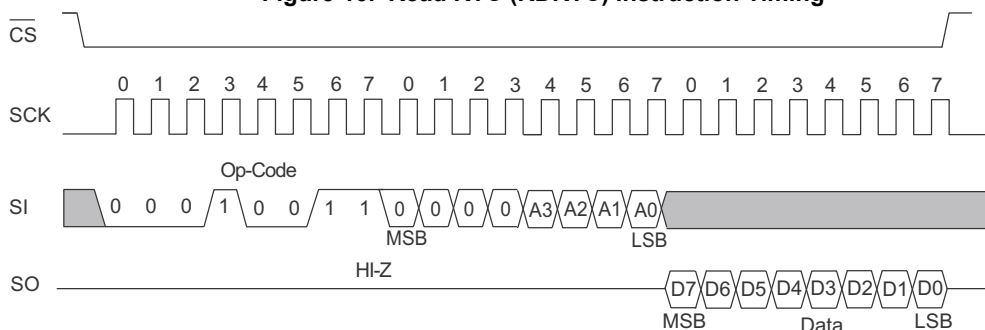 Figure 10. Read RTC (RDRTC) Instruction Timing
CS
0 1 2 3 4 5 6 7 0 1 2 3 4 5 6 7 0 1 2 3 4 5 6 7
SCK
Op-Code
SI 0 0 0 1 0 0 1 1 0 0 0 0 A3 A2 A1 A0
MSB LSB
HI-Z
SO D7 D6 D5 D4 D3 D2 D1 D0
MSB Data LSB